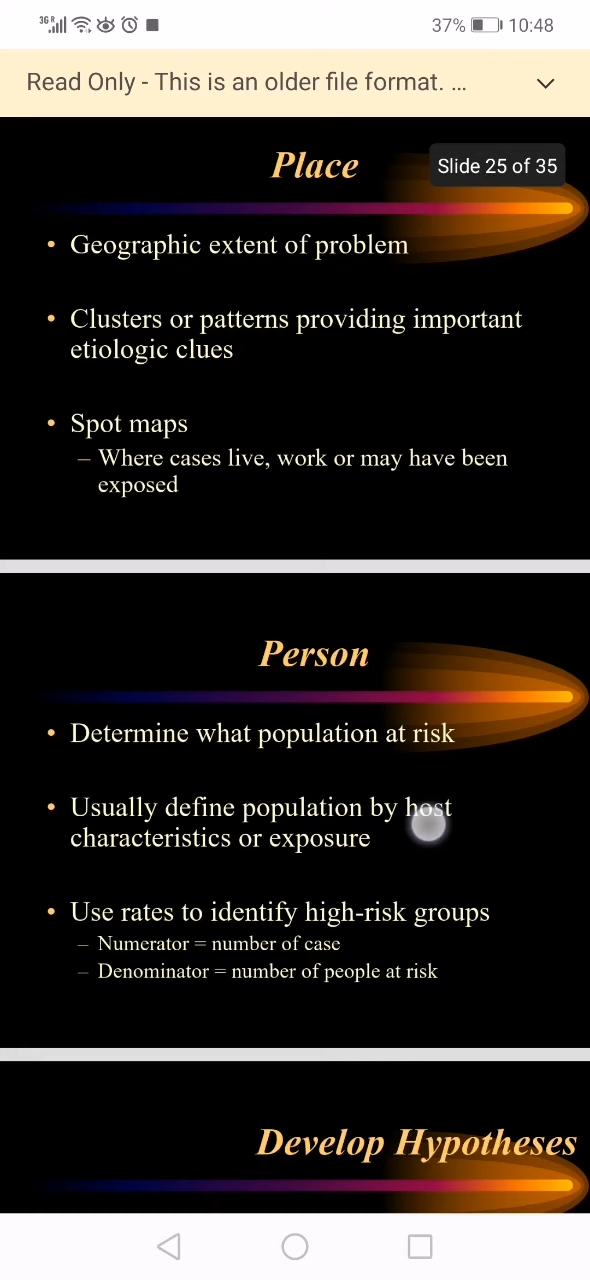 3G R 37% 10:48
Read Only - This is an older file format. ...
Place
Slide 25 of 35
• Geographic extent of problem
• Clusters or patterns providing important
etiologic clues
• Spot maps
– Where cases live, work or may have been
exposed
Person
• Determine what population at risk
• Usually define population by host
characteristics or exposure
• Use rates to identify high-risk groups
– Numerator = number of case
– Denominator = number of people at risk
Develop Hypotheses